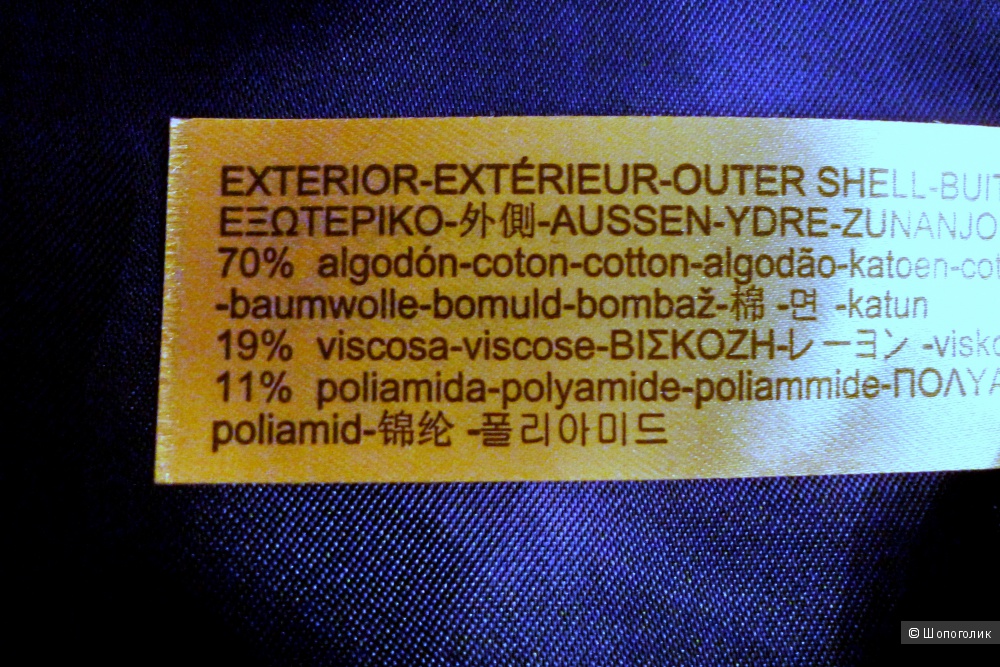 EXTERIOR-EXTÉRIEUR-OUTER SHELL-BUIT
ΕΞΩΤΕΡΙΚΟ-外側-AUSSEN-YDRE-ZUNANJO
70% algodón-coton-cotton-algodão-katoen-cot
-baumwolle-bomuld-bombaž-棉-면 -katun
19% viscosa-viscose-ΒΙΣΚΟΖΗ-レーヨン -visko
11% poliamida-polyamide-poliammide-ΠΟΛΥΑ
poliamid-锦纶 -폴리아미드
© Шопоголик